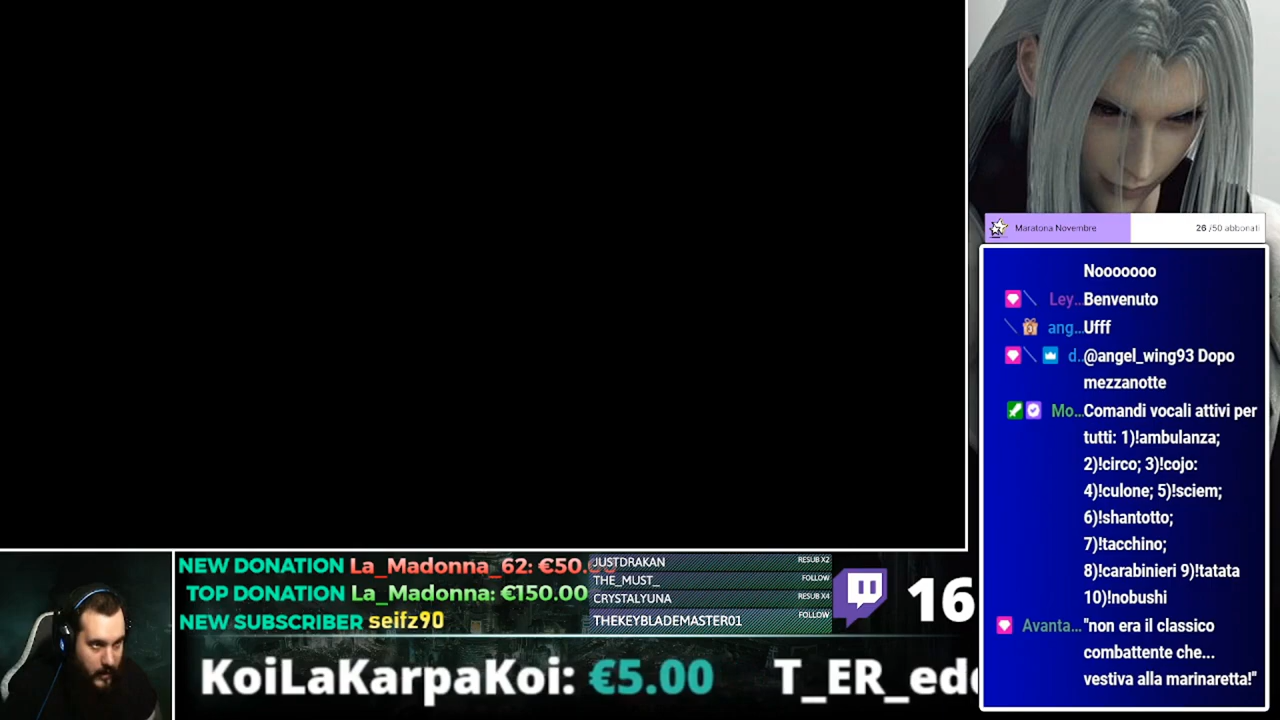 Maratona Novembre 26 /50 abbonati
Nooooooo
Ley... Benvenuto
ang... Ufff
d... @angel_wing93 Dopo
mezzanotte
Mo... Comandi vocali attivi per
tutti: 1)!ambulanza;
2)!circo; 3)!cojo:
4)!culone; 5)!sciem;
6)!shantotto;
7)!tacchino;
8)!carabinieri 9)!tatata
10)!nobushi
Avanta... "non era il classico
combattente che...
vestiva alla marinaretta!"
NEW DONATION La_Madonna_62: €50.00
TOP DONATION La_Madonna: €150.00
NEW SUBSCRIBER seifz90
JUSTDRAKAN RESUB X2
THE_MUST_ FOLLOW
CRYSTALYUNA RESUB X4
THEKEYBLADEMASTER01 FOLLOW
16
KoiLaKarpaKoi: €5.00 T_ER_ed